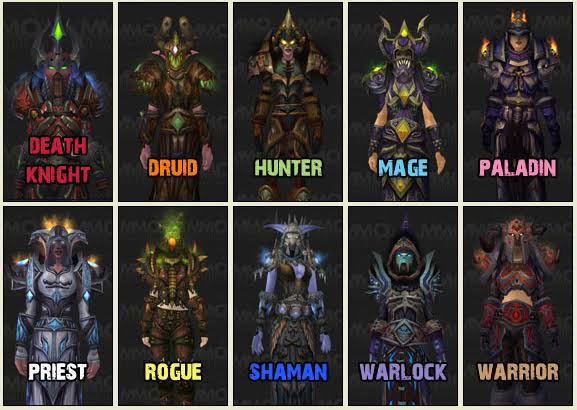 DEATH
KNIGHT
DRUID
HUNTER
MAGE
PALADIN
PRIEST
ROGUE
SHAMAN
WARLOCK
WARRIOR